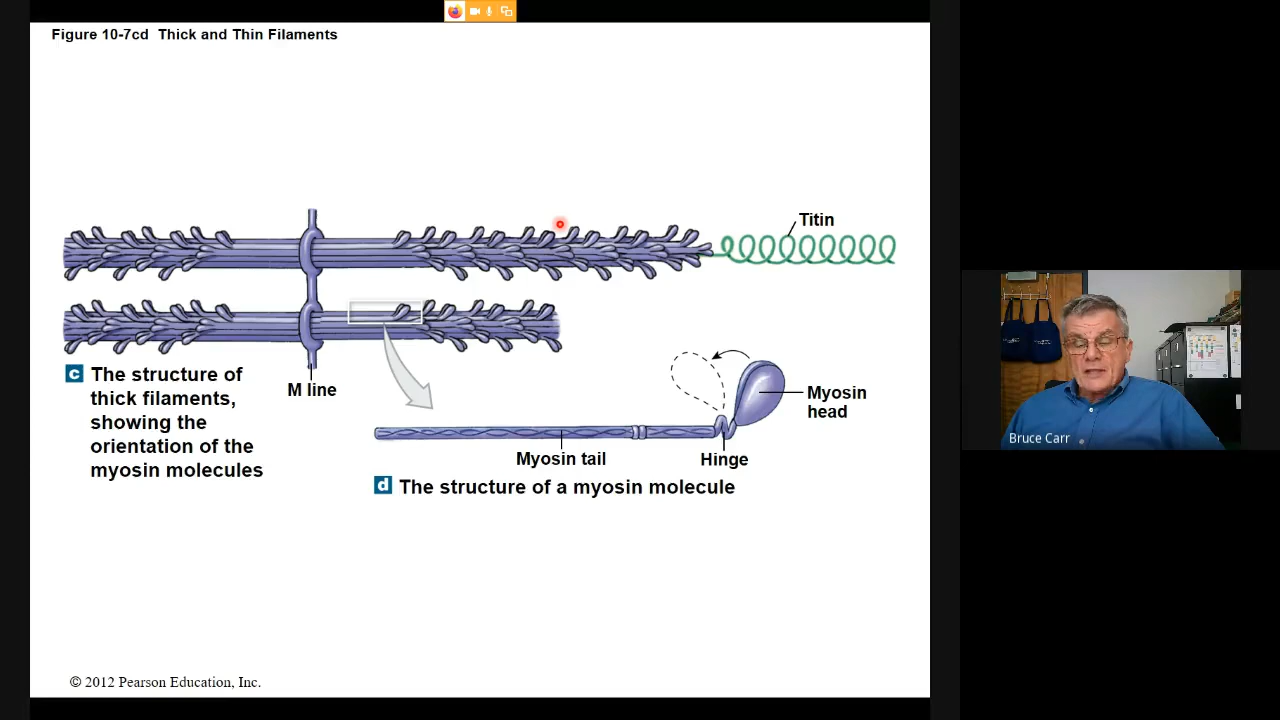 Figure 10-7cd Thick and Thin Filaments
Titin
c The structure of
thick filaments,
showing the
orientation of the
myosin molecules
M line
Myosin
head
Myosin tail
Hinge
d The structure of a myosin molecule
Bruce Carr
© 2012 Pearson Education, Inc.